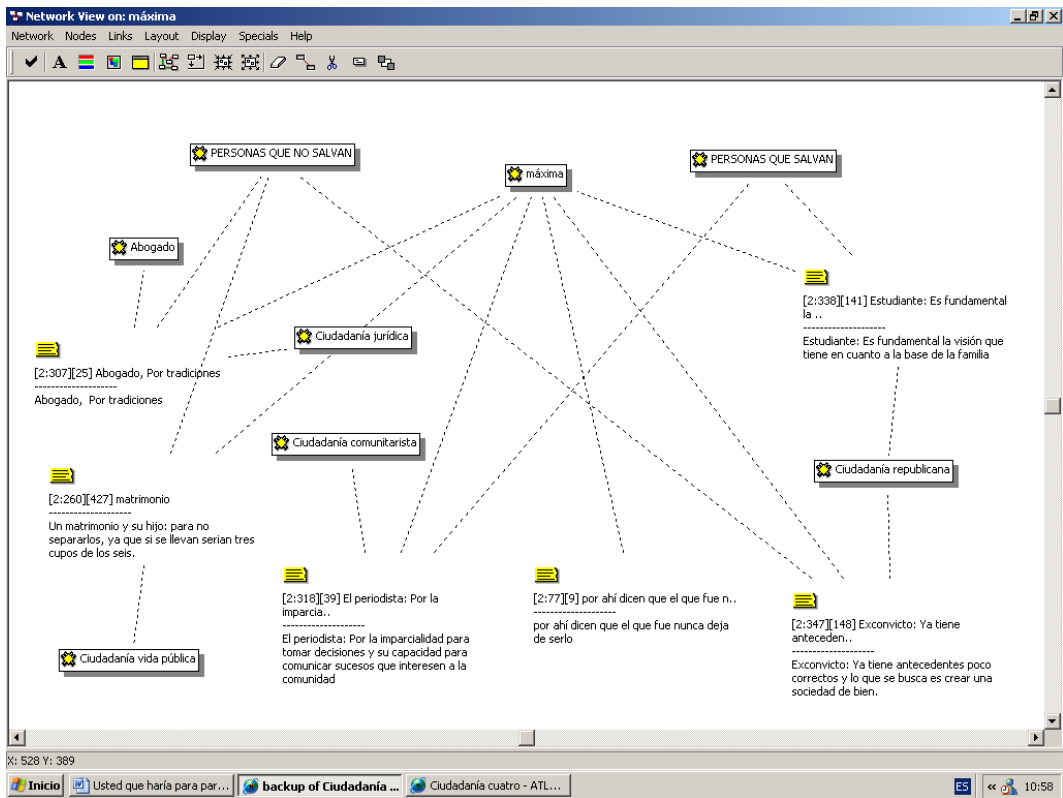 Network View on: máxima
Network Nodes Links Layout Display Specials Help
A
PERSONAS QUE NO SALVAN
máxima
PERSONAS QUE SALVAN
Abogado
[2:338][141] Estudiante: Es fundamental
la ..
--------------------
Estudiante: Es fundamental la visión que
tiene en cuanto a la base de la familia
Ciudadanía jurídica
[2:307][25] Abogado, Por tradiciones
--------------------
Abogado, Por tradiciones
Ciudadanía comunitarista
Ciudadanía republicana
[2:260][427] matrimonio
--------------------
Un matrimonio y su hijo: para no
separarlos, ya que si se llevan serian tres
cupos de los seis.
[2:318][39] El periodista: Por la
imparcia..
--------------------
El periodista: Por la imparcialidad para
tomar decisiones y su capacidad para
comunicar sucesos que interesen a la
comunidad
[2:77][9] por ahí dicen que el que fue n..
--------------------
por ahí dicen que el que fue nunca deja
de serlo
[2:347][148] Exconvicto: Ya tiene
anteceden..
--------------------
Exconvicto: Ya tiene antecedentes poco
correctos y lo que se busca es crear una
sociedad de bien.
Ciudadanía vida pública
X: 528 Y: 389
Inicio
Usted que haría para par...
backup of Ciudadanía ...
Ciudadanía cuatro - ATL...
ES
« 10:58